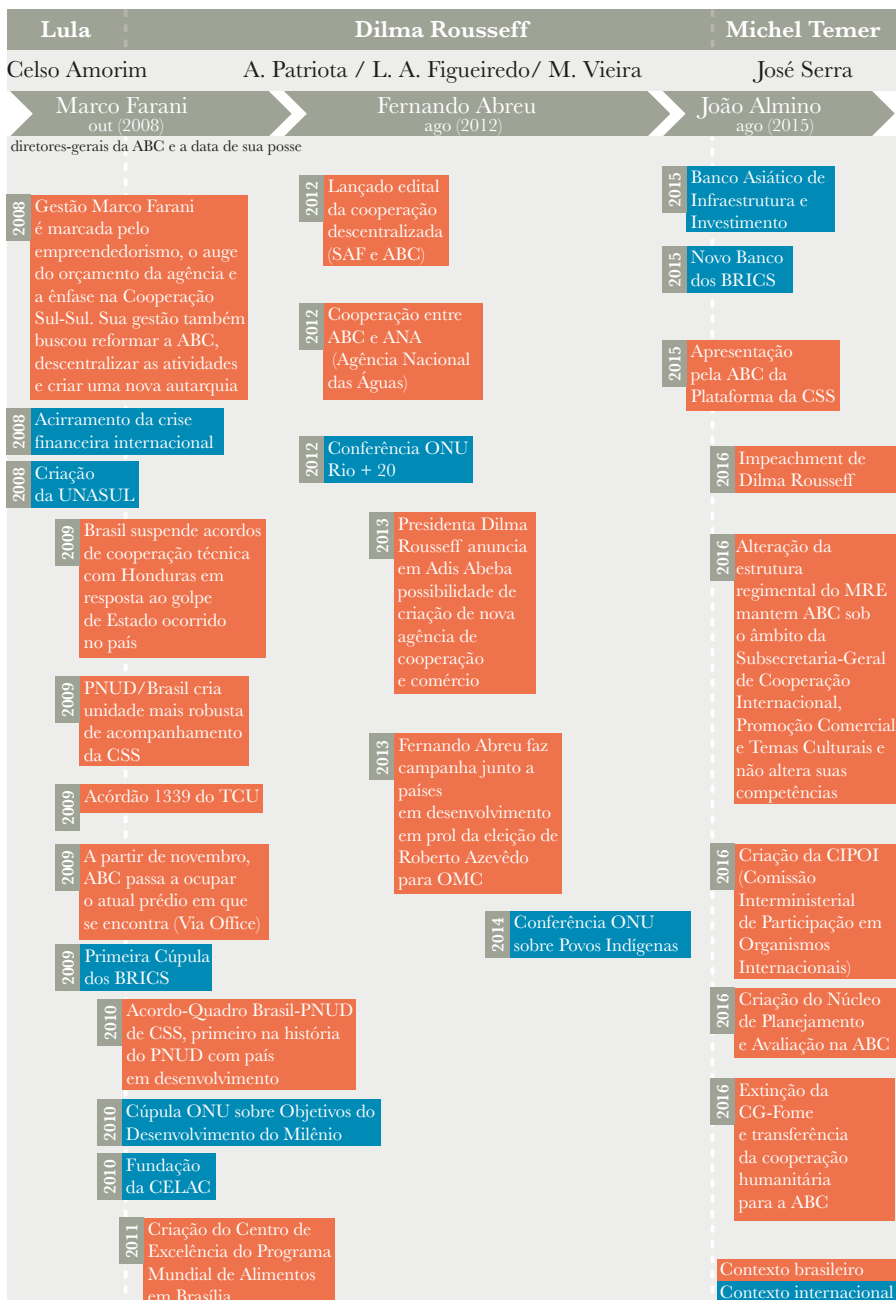 Lula
Dilma Rousseff
Michel Temer
Celso Amorim
A. Patriota / L. A. Figueiredo/ M. Vieira
José Serra
Marco Farani
out (2008)
Fernando Abreu
ago (2012)
João Almino
ago (2015)
diretores-gerais da ABC e a data de sua posse
2008
Gestão Marco Farani
é marcada pelo
empreendedorismo, o auge
do orçamento da agência e
a ênfase na Cooperação
Sul-Sul. Sua gestão também
buscou reformar a ABC,
descentralizar as atividades
e criar uma nova autarquia
2008
Acirramento da crise
financeira internacional
2008
Criação
da UNASUL
2009
Brasil suspende acordos
de cooperação técnica
com Honduras em
resposta ao golpe
de Estado ocorrido
no país
2009
PNUD/Brasil cria
unidade mais robusta
de acompanhamento
da CSS
2009
Acórdão 1339 do TCU
2009
A partir de novembro,
ABC passa a ocupar
o atual prédio em que
se encontra (Via Office)
2009
Primeira Cúpula
dos BRICS
2010
Acordo-Quadro Brasil-PNUD
de CSS, primeiro na história
do PNUD com país
em desenvolvimento
2010
Cúpula ONU sobre Objetivos do
Desenvolvimento do Milênio
2010
Fundação
da CELAC
2011
Criação do Centro de
Excelência do Programa
Mundial de Alimentos
em Brasília
2012
Lançado edital
da cooperação
descentralizada
(SAF e ABC)
2012
Cooperação entre
ABC e ANA
(Agência Nacional
das Águas)
2012
Conferência ONU
Rio + 20
2013
Presidenta Dilma
Rousseff anuncia
em Adis Abeba
possibilidade de
criação de nova
agência de
cooperação
e comércio
2013
Fernando Abreu faz
campanha junto a
países
em desenvolvimento
em prol da eleição de
Roberto Azevêdo
para OMC
2014
Conferência ONU
sobre Povos Indígenas
2015
Banco Asiático de
Infraestrutura e
Investimento
2015
Novo Banco
dos BRICS
2015
Apresentação
pela ABC da
Plataforma da CSS
2016
Impeachment de
Dilma Rousseff
2016
Alteração da
estrutura
regimental do MRE
mantem ABC sob
o âmbito da
Subsecretaria-Geral
de Cooperação
Internacional,
Promoção Comercial
e Temas Culturais e
não altera suas
competências
2016
Criação da CIPOI
(Comissão
Interministerial
de Participação em
Organismos
Internacionais)
2016
Criação do Núcleo
de Planejamento
e Avaliação na ABC
2016
Extinção da
CG-Fome
e transferência
da cooperação
humanitária
para a ABC
Contexto brasileiro
Contexto internacional